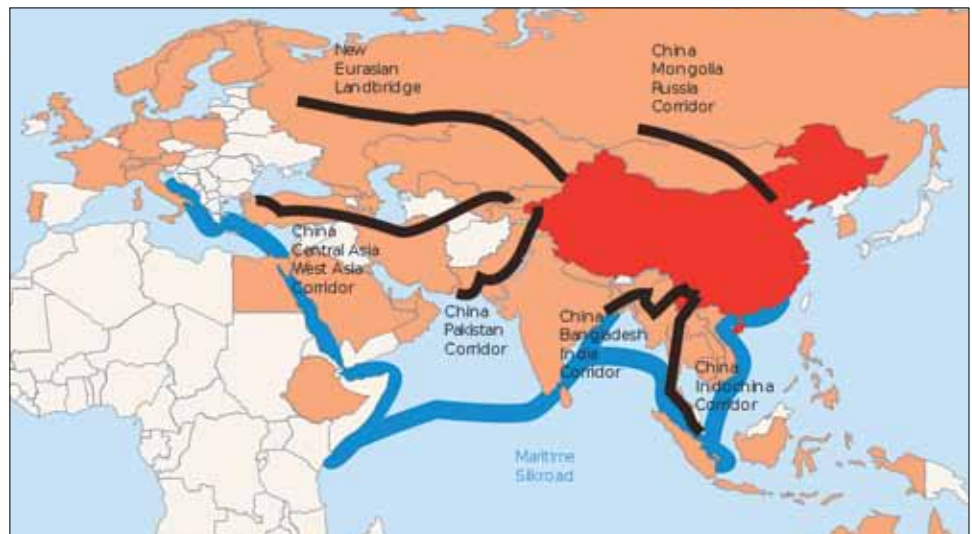 New
Eurasian
Landbridge
China
Mongolia
Russia
Corridor
China
Central Asia
West Asia
Corridor
China
Pakistan
Corridor
China
Bangladesh
India
Corridor
China
Indochina
Corridor
Maritime
Silkroad